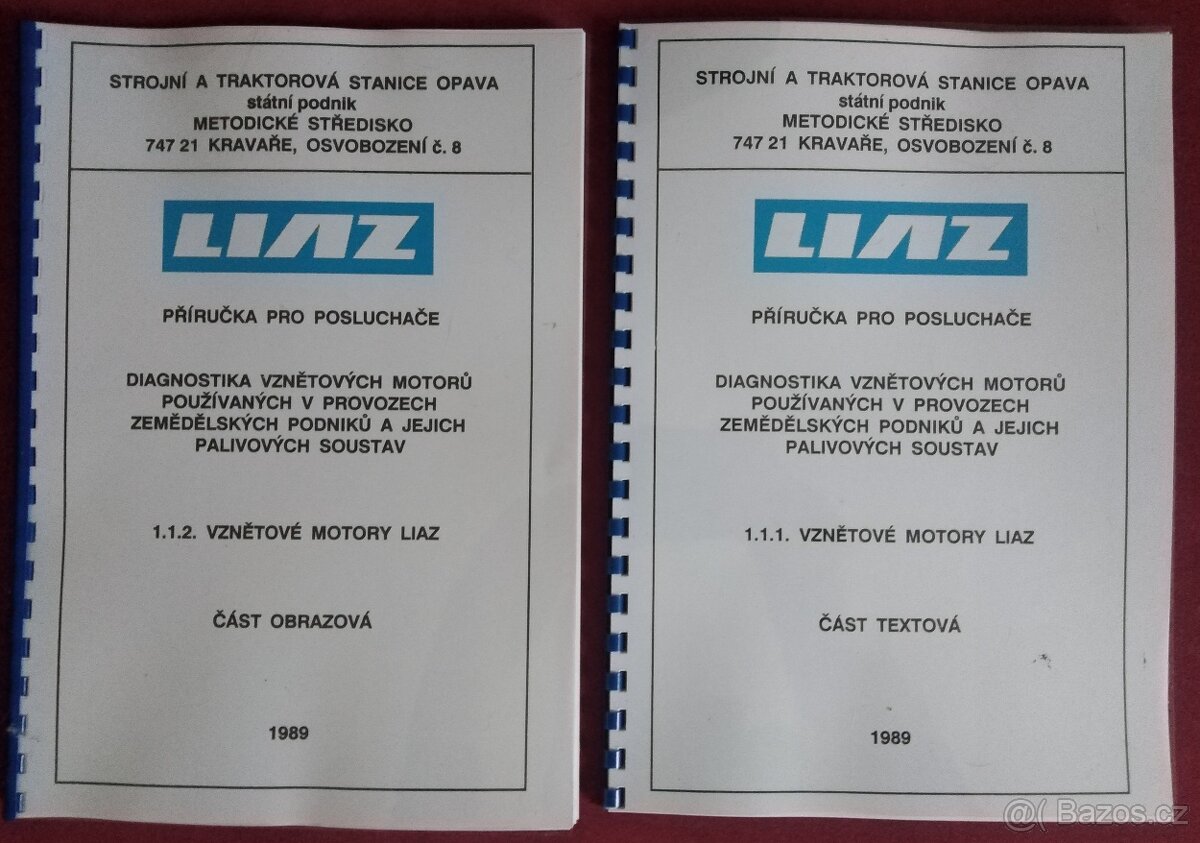 STROJNÍ A TRAKTOROVÁ STANICE OPAVA
státní podnik
METODICKÉ STŘEDISKO
747 21 KRAVAŘE, OSVOBOZENÍ č. 8
LIAZ
PŘÍRUČKA PRO POSLUCHAČE
DIAGNOSTIKA VZNĚTOVÝCH MOTORŮ
POUŽÍVANÝCH V PROVOZECH
ZEMĚDĚLSKÝCH PODNIKŮ A JEJICH
PALIVOVÝCH SOUSTAV
1.1.2. VZNĚTOVÉ MOTORY LIAZ
ČÁST OBRAZOVÁ
1989
STROJNÍ A TRAKTOROVÁ STANICE OPAVA
státní podnik
METODICKÉ STŘEDISKO
747 21 KRAVAŘE, OSVOBOZENÍ č. 8
LIAZ
PŘÍRUČKA PRO POSLUCHAČE
DIAGNOSTIKA VZNĚTOVÝCH MOTORŮ
POUŽÍVANÝCH V PROVOZECH
ZEMĚDĚLSKÝCH PODNIKŮ A JEJICH
PALIVOVÝCH SOUSTAV
1.1.1. VZNĚTOVÉ MOTORY LIAZ
ČÁST TEXTOVÁ
1989
@( Bazos.cz